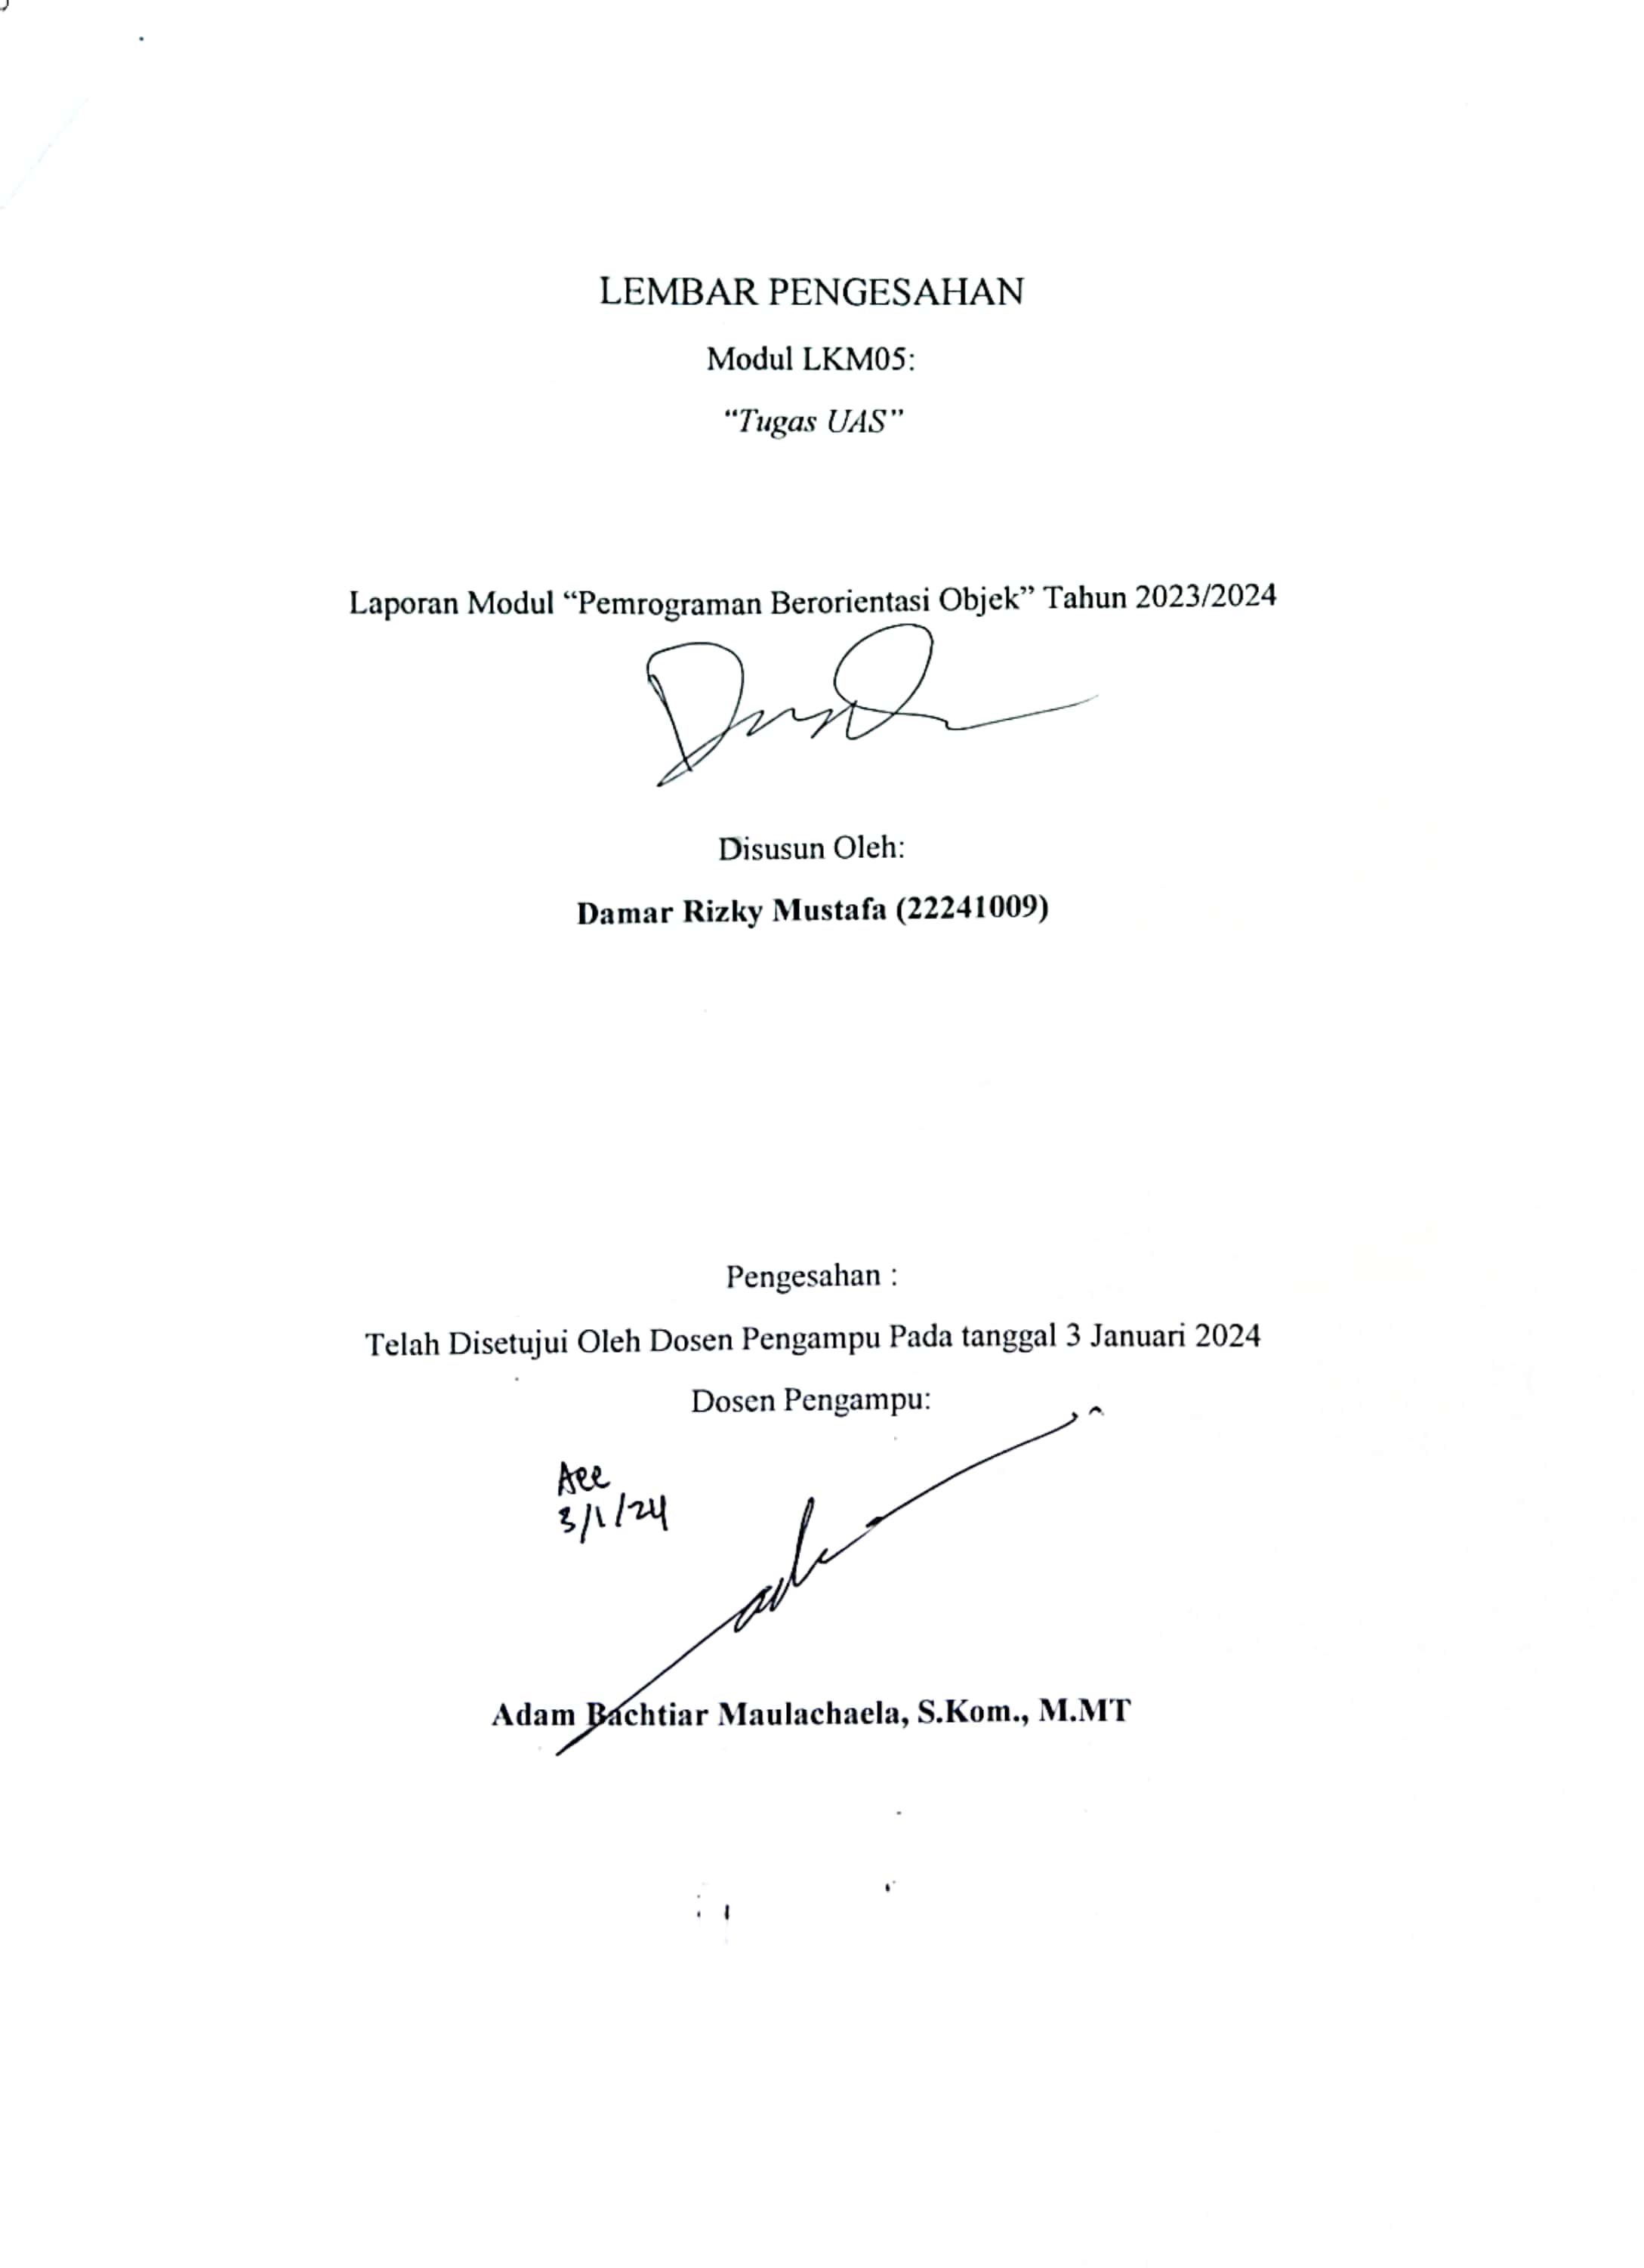 LEMBAR PENGESAHAN
Modul LKM05:
“Tugas UAS”
Laporan Modul “Pemrograman Berorientasi Objek” Tahun 2023/2024
Disusun Oleh:
Damar Rizky Mustafa (22241009)
Pengesahan :
Telah Disetujui Oleh Dosen Pengampu Pada tanggal 3 Januari 2024
Dosen Pengampu:
Acc
3/1/24
Adam Bachtiar Maulachaela, S.Kom., M.MT